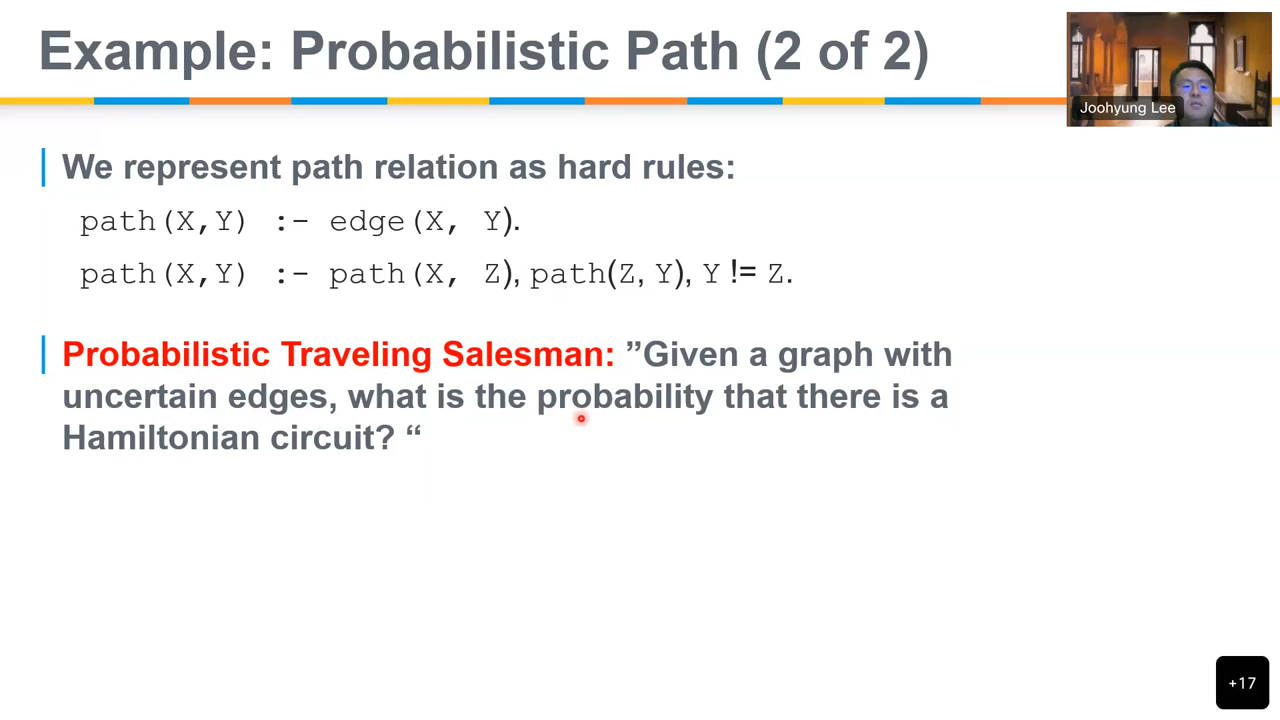 Example: Probabilistic Path (2 of 2)
Joohyung Lee
We represent path relation as hard rules:
path(X,Y) :- edge(X, Y).
path(X,Y) :- path(X, Z), path(Z, Y), Y != Z.
Probabilistic Traveling Salesman: ”Given a graph with
uncertain edges, what is the probability that there is a
Hamiltonian circuit? “
+17